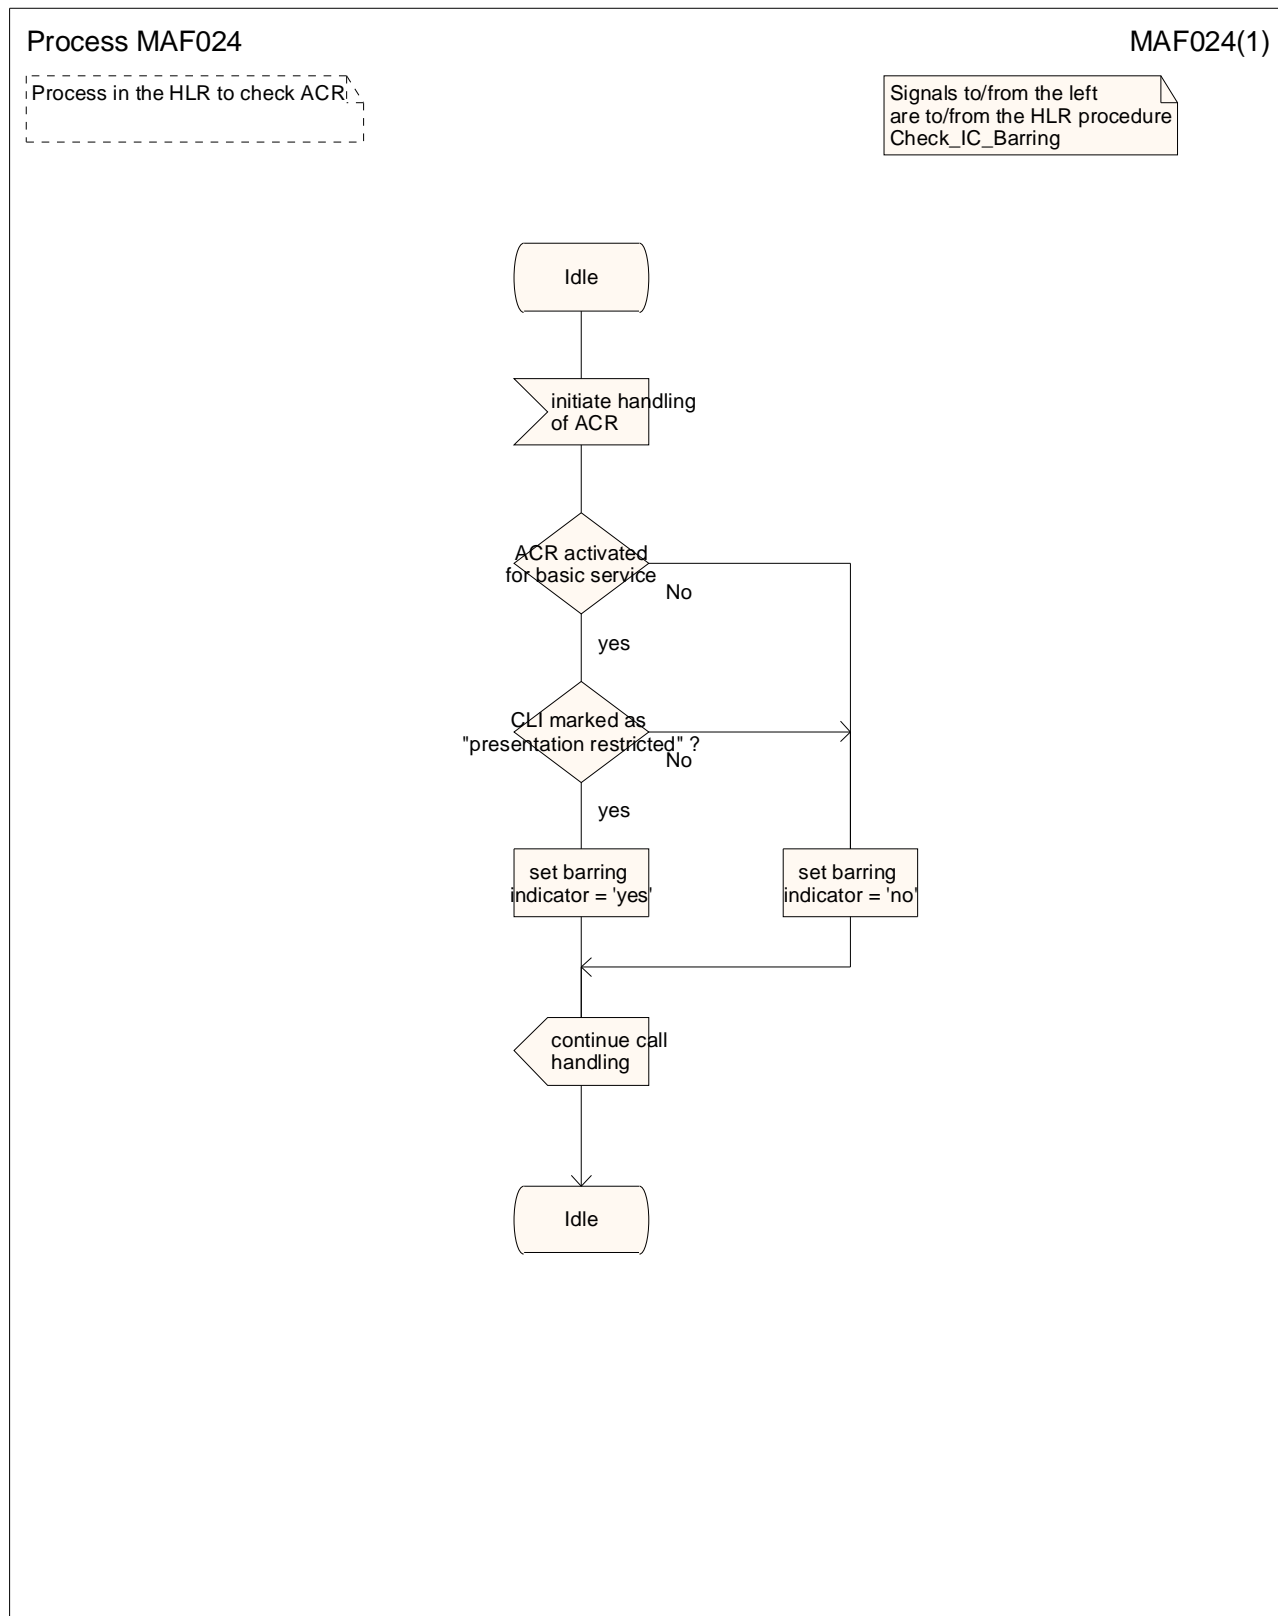 Process MAF024
MAF024(1)
Process in the HLR to check ACR
Signals to/from the left
are to/from the HLR procedure
Check_IC_Barring
Idle
initiate handling
of ACR
ACR activated
for basic service
No
yes
CLI marked as
"presentation restricted" ?
No
yes
set barring
indicator = 'yes'
set barring
indicator = 'no'
continue call
handling
Idle